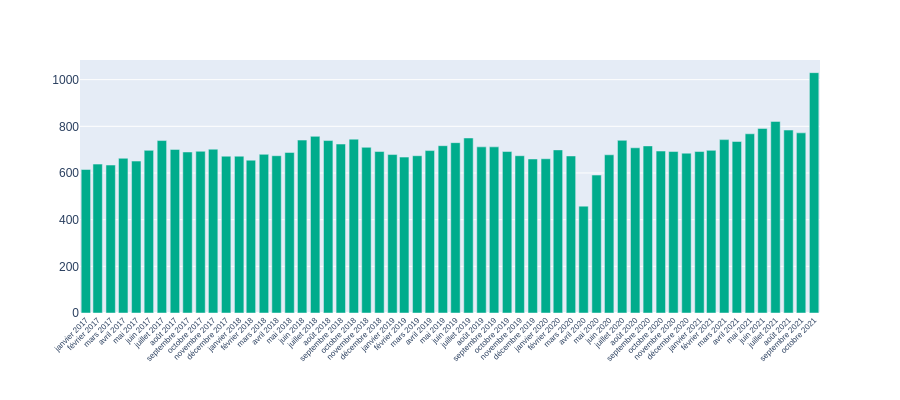 1000
800
600
400
200
0
janvier 2017
février 2017
mars 2017
avril 2017
mai 2017
juin 2017
juillet 2017
août 2017
septembre 2017
octobre 2017
novembre 2017
décembre 2017
janvier 2018
février 2018
mars 2018
avril 2018
mai 2018
juin 2018
juillet 2018
août 2018
septembre 2018
octobre 2018
novembre 2018
décembre 2018
janvier 2019
février 2019
mars 2019
avril 2019
mai 2019
juin 2019
juillet 2019
août 2019
septembre 2019
octobre 2019
novembre 2019
décembre 2019
janvier 2020
février 2020
mars 2020
avril 2020
mai 2020
juin 2020
juillet 2020
août 2020
septembre 2020
octobre 2020
novembre 2020
décembre 2020
janvier 2021
février 2021
mars 2021
avril 2021
mai 2021
juin 2021
juillet 2021
août 2021
septembre 2021
octobre 2021